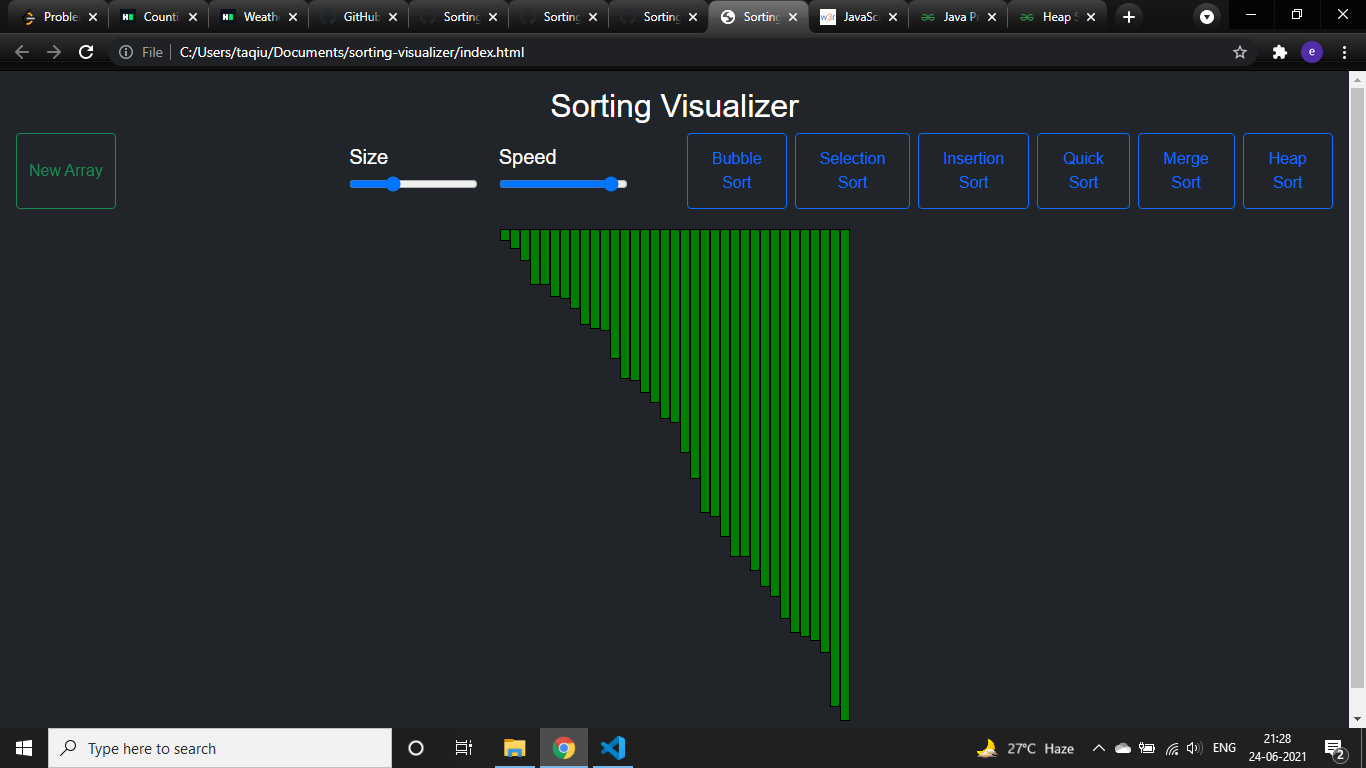 Proble
Counti
Weath
GitHub
Sorting
Sorting
Sorting
Sorting
w3r
JavaScr
Java Pr
Heap S
File
C:/Users/taqiu/Documents/sorting-visualizer/index.html
e
Sorting Visualizer
New Array
Size
Speed
Bubble
Sort
Selection
Sort
Insertion
Sort
Quick
Sort
Merge
Sort
Heap
Sort
Type here to search
27°C Haze
ENG
21:28
24-06-2021
2